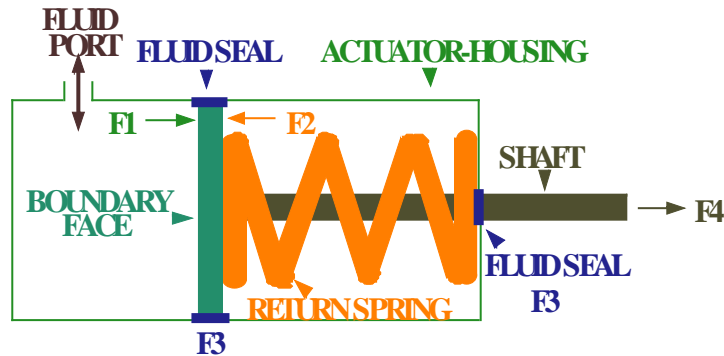 FLUID
PORT
FLUID SEAL
ACTUATOR-HOUSING
F1
F2
SHAFT
BOUNDARY
FACE
F4
FLUID SEAL
F3
RETURN SPRING
F3